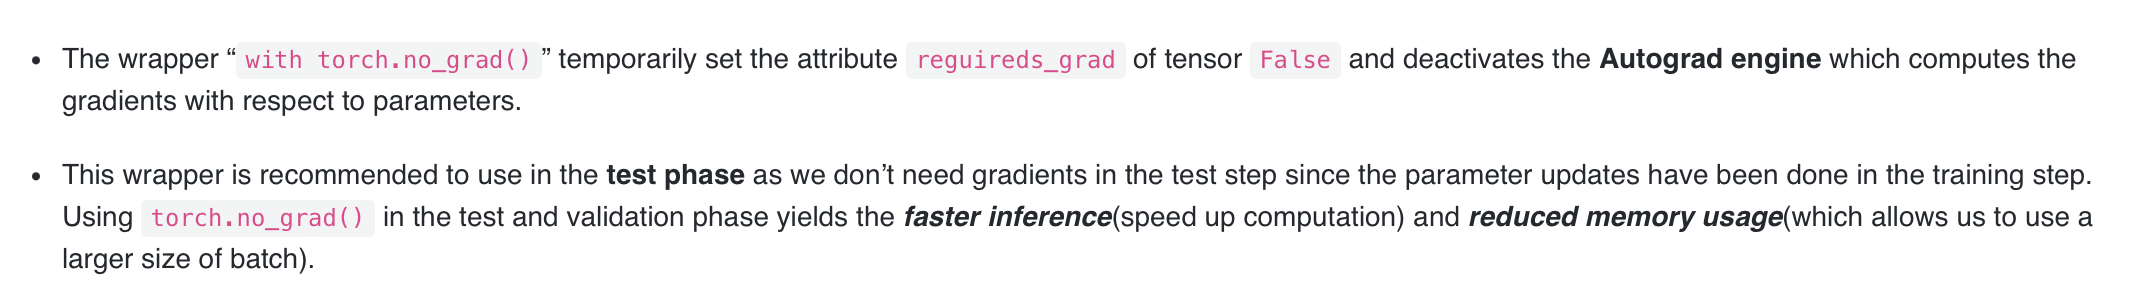 • The wrapper “with torch.no_grad()” temporarily set the attribute reguireds_grad of tensor False and deactivates the Autograd engine which computes the
gradients with respect to parameters.
• This wrapper is recommended to use in the test phase as we don’t need gradients in the test step since the parameter updates have been done in the training step.
Using torch.no_grad() in the test and validation phase yields the faster inference(speed up computation) and reduced memory usage(which allows us to use a
larger size of batch).